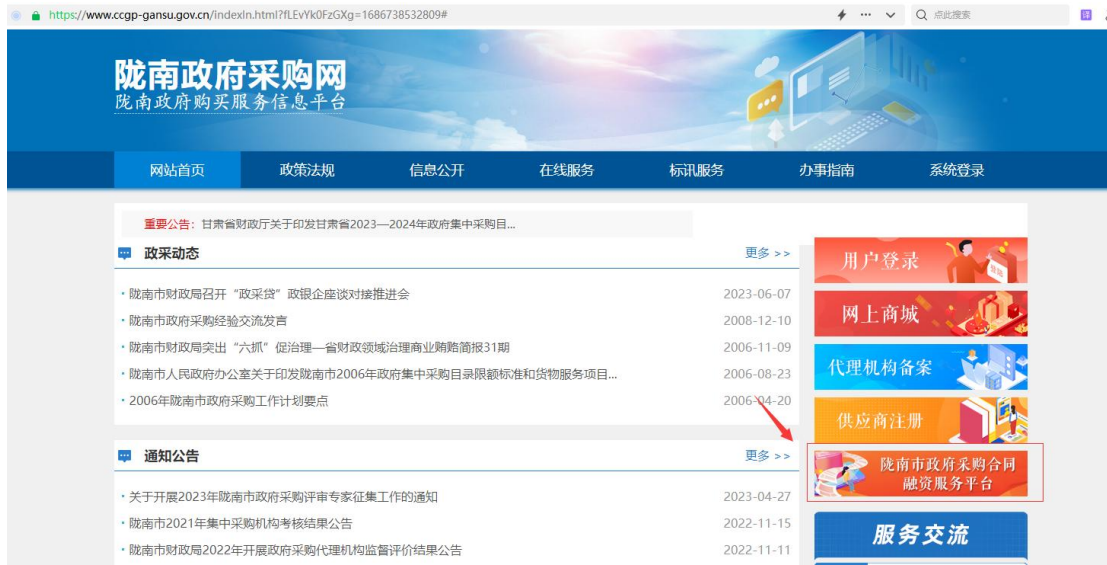 https://www.ccgp-gansu.gov.cn/indexIn.html?fLEvYk0FzGXg=1686738532809#
点此搜索
译
陇南政府采购网
陇南政府购买服务信息平台
网站首页 政策法规 信息公开 在线服务 标讯服务 办事指南 系统登录
重要公告：甘肃省财政厅关于印发甘肃省2023—2024年政府集中采购目...
政采动态 更多 >>
陇南市财政局召开“政采贷”政银企座谈对接推进会 2023-06-07
陇南市政府采购经验交流发言 2008-12-10
陇南市财政局突出“六抓”促治理—省财政领域治理商业贿赂简报31期 2006-11-09
陇南市人民政府办公室关于印发陇南市2006年政府集中采购目录限额标准和货物服务项目... 2006-08-23
2006年陇南市政府采购工作计划要点 2006-04-20
用户登录
网上商城
代理机构备案
供应商注册
陇南市政府采购合同
融资服务平台
通知公告 更多 >>
关于开展2023年陇南市政府采购评审专家征集工作的通知 2023-04-27
陇南市2021年集中采购机构考核结果公告 2022-11-15
陇南市财政局2022年开展政府采购代理机构监督评价结果公告 2022-11-11
服务交流